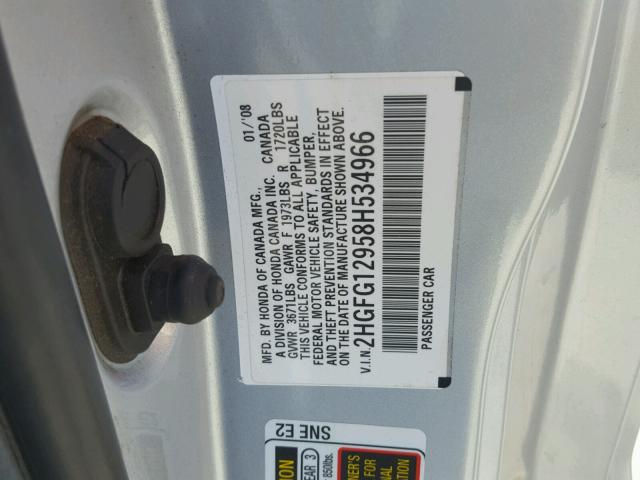 01/'08
MFD. BY HONDA OF CANADA MFG.,
A DIVISION OF HONDA CANADA INC. CANADA
GVWR 3671LBS GAWR F 1973LBS R 1720LBS
THIS VEHICLE CONFORMS TO ALL APPLICABLE
FEDERAL MOTOR VEHICLE SAFETY, BUMPER,
AND THEFT PREVENTION STANDARDS IN EFFECT
ON THE DATE OF MANUFACTURE SHOWN ABOVE.
V.I.N. 2HGFG12958H534966
PASSENGER CAR
SNE E2
850lbs.